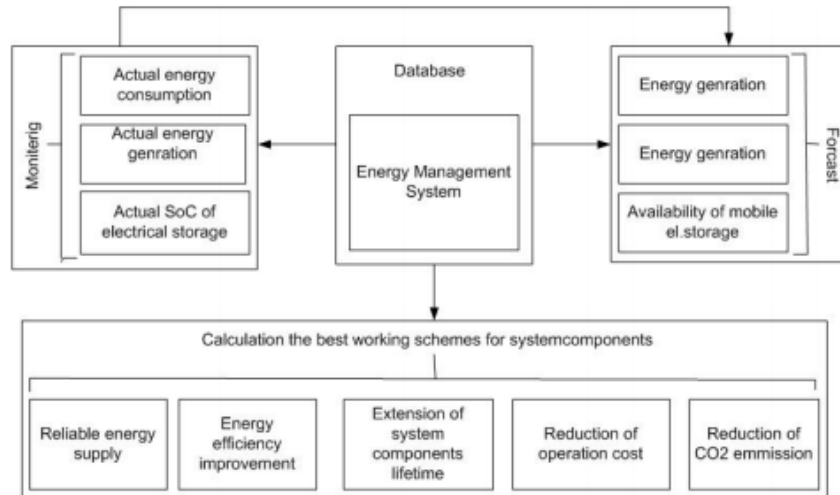 Moniterig
Actual energy
consumption
Actual energy
genration
Actual SoC of
electrical storage
Database
Energy Management
System
Energy genration
Energy genration
Availability of mobile
el.storage
Forcast
Calculation the best working schemes for systemcomponents
Reliable energy
supply
Energy
efficiency
improvement
Extension of
system
components
lifetime
Reduction of
operation cost
Reduction of
CO2 emmission